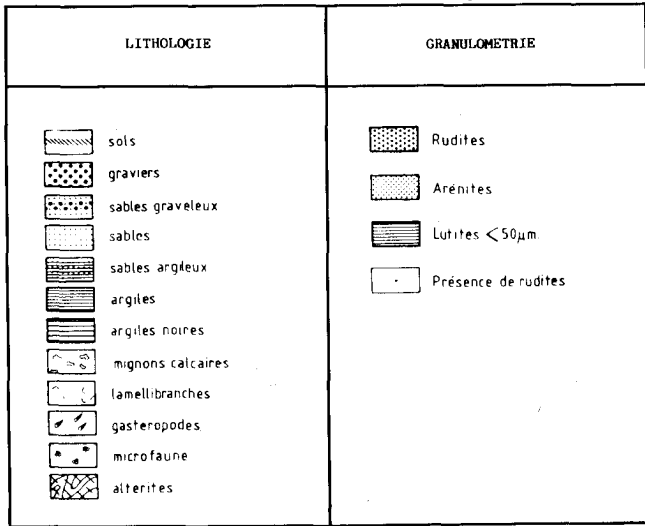 LITHOLOGIE
sols
graviers
sables graveleux
sables
sables argileux
argiles
argiles noires
mignons calcaires
lamellibranches
gasteropodes
microfaune
alterites
GRANULOMETRIE
Rudites
Arénites
Lutites <50µm.
Présence de rudites